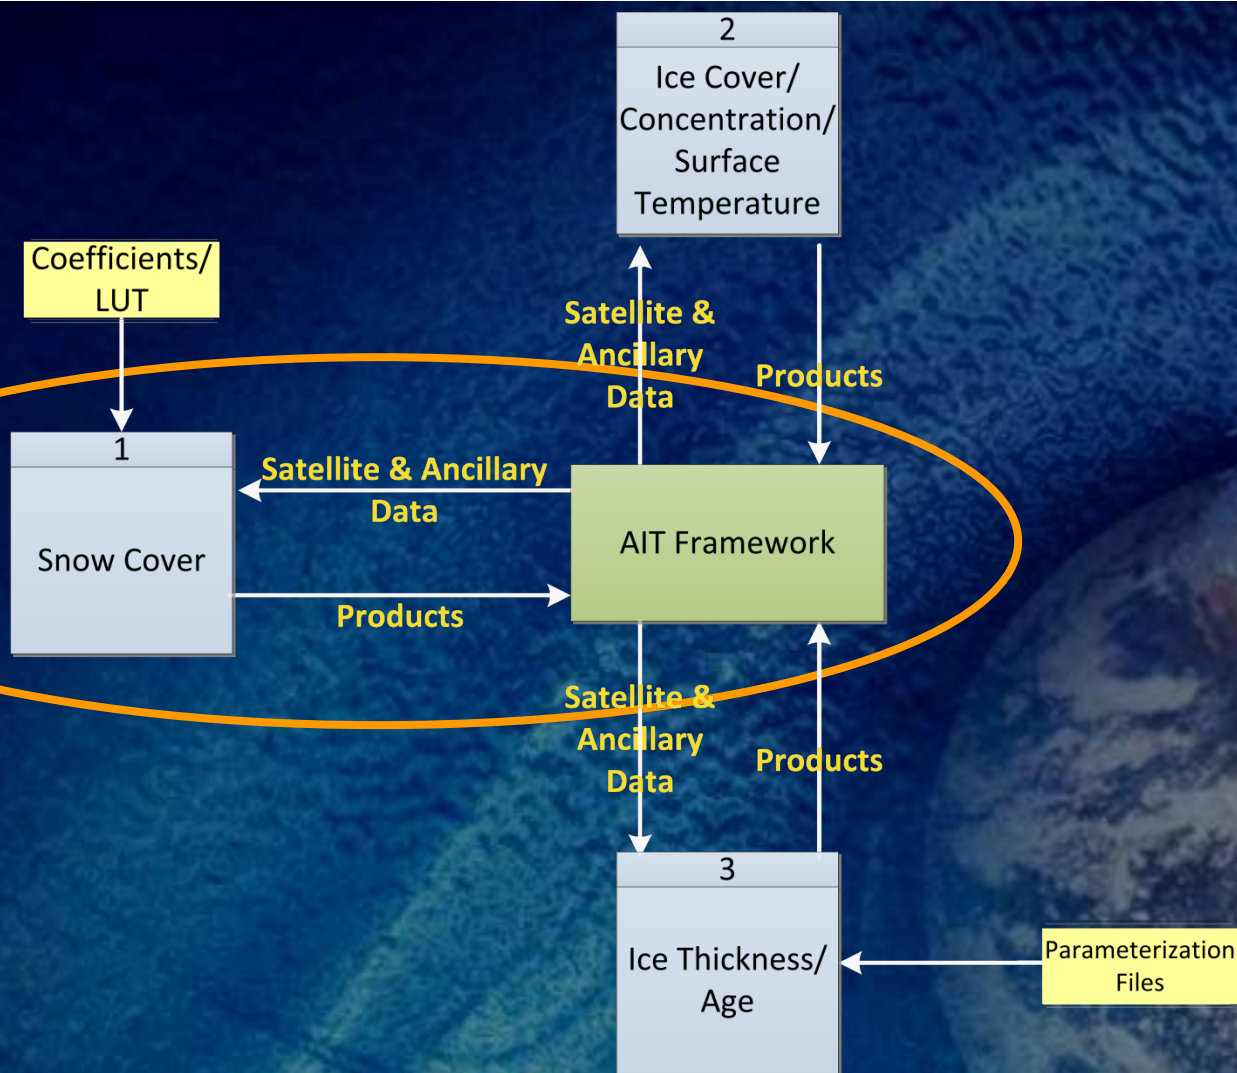 2
Ice Cover/
Concentration/
Surface
Temperature
Coefficients/
LUT
Satellite &
Ancillary
Data
Products
1
Snow Cover
Satellite & Ancillary
Data
Products
AIT Framework
Satellite &
Ancillary
Data
Products
3
Ice Thickness/
Age
Parameterization
Files